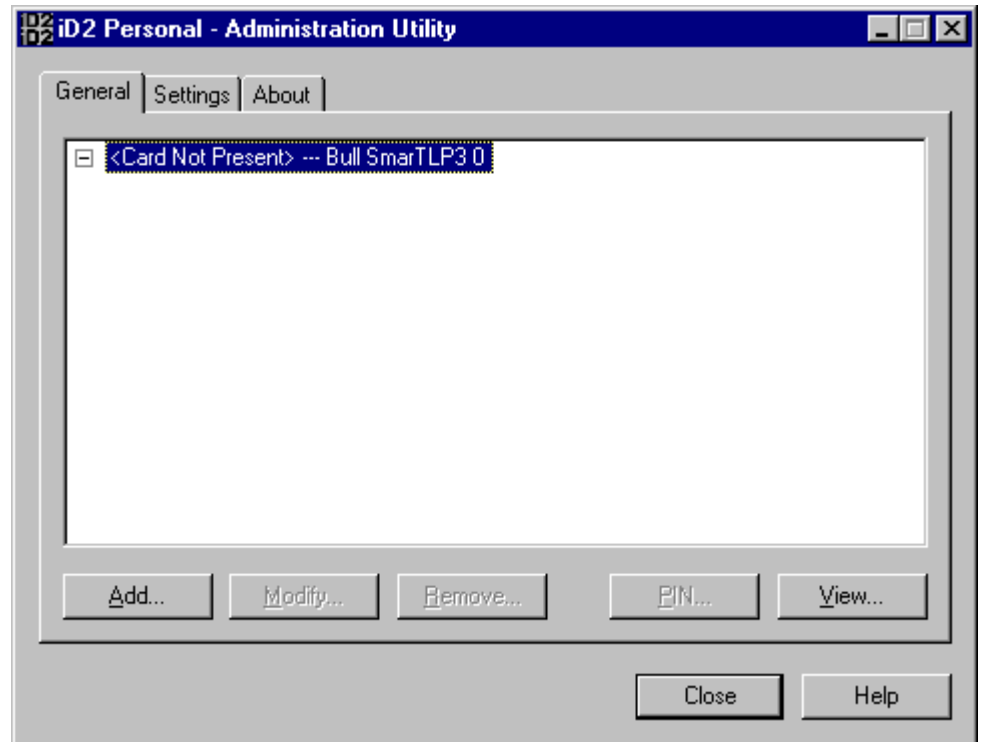 iD2 Personal - Administration Utility
General Settings About
<Card Not Present> --- Bull SmarTLP3 0
Add... Modify... Remove... PIN... View...
Close Help